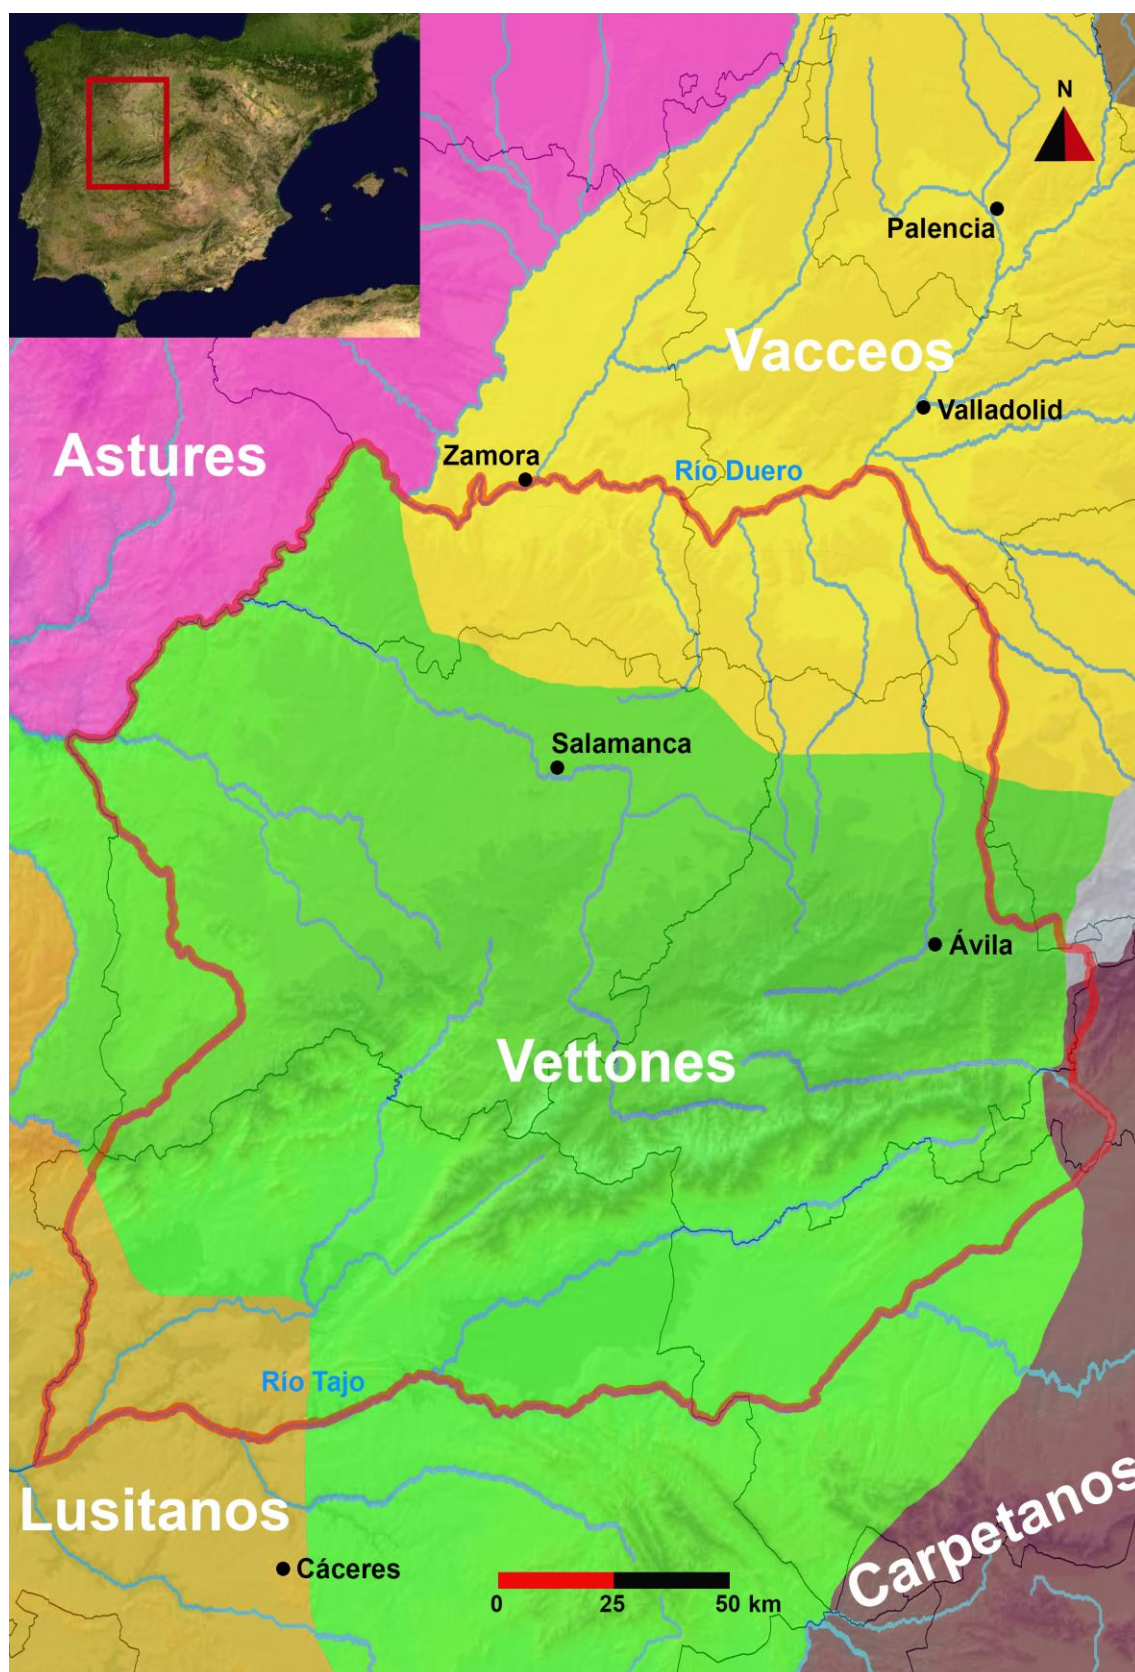 N
Palencia
Vacceos
Valladolid
Astures
Zamora
Río Duero
Salamanca
Ávila
Vettones
Río Tajo
Lusitanos
Carpetanos
Cáceres
0 25 50 km